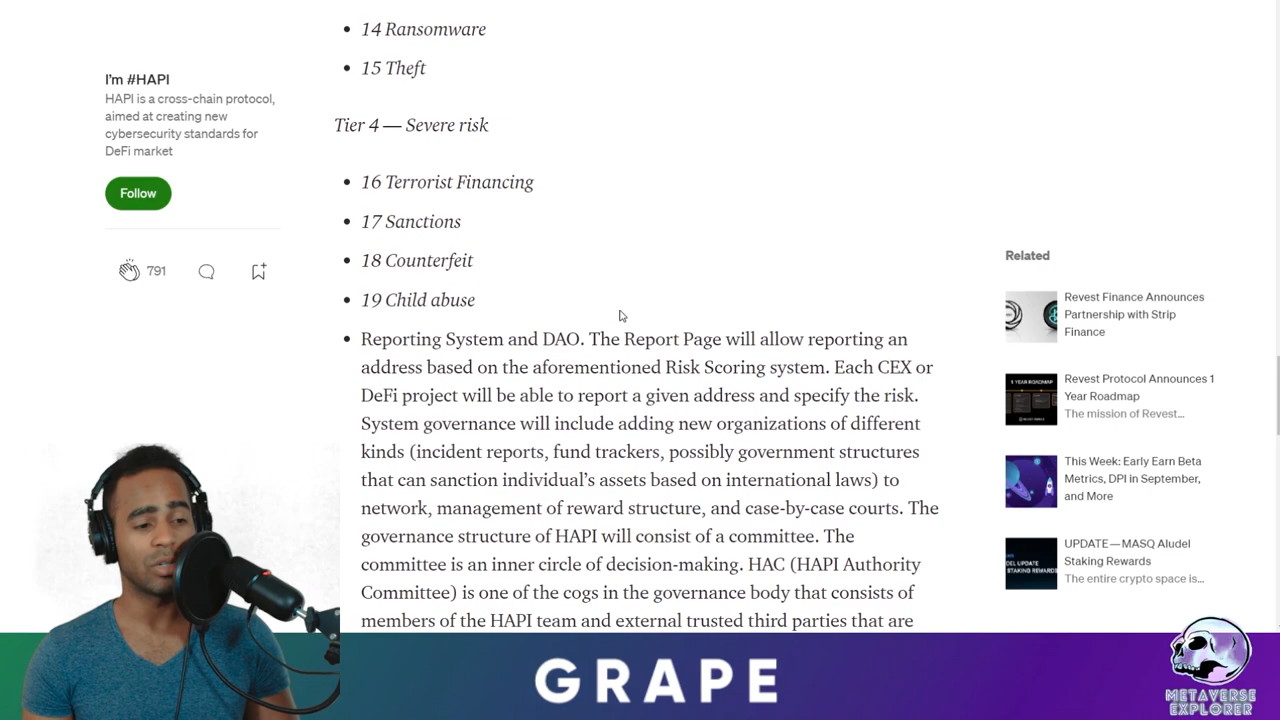 14 Ransomware
15 Theft
Tier 4 — Severe risk
16 Terrorist Financing
17 Sanctions
18 Counterfeit
19 Child abuse
Reporting System and DAO. The Report Page will allow reporting an
address based on the aforementioned Risk Scoring system. Each CEX or
DeFi project will be able to report a given address and specify the risk.
System governance will include adding new organizations of different
kinds (incident reports, fund trackers, possibly government structures
that can sanction individual’s assets based on international laws) to
network, management of reward structure, and case-by-case courts. The
governance structure of HAPI will consist of a committee. The
committee is an inner circle of decision-making. HAC (HAPI Authority
Committee) is one of the cogs in the governance body that consists of
members of the HAPI team and external trusted third parties that are
I’m #HAPI
HAPI is a cross-chain protocol,
aimed at creating new
cybersecurity standards for
DeFi market
Follow
791
Related
Revest Finance Announces
Partnership with Strip
Finance
Revest Protocol Announces 1
Year Roadmap
The mission of Revest...
1 YEAR ROADMAP
This Week: Early Earn Beta
Metrics, DPI in September,
and More
UPDATE — MASQ Aludel
Staking Rewards
The entire crypto space is...
GRAPE
METAVERSE
EXPLORER